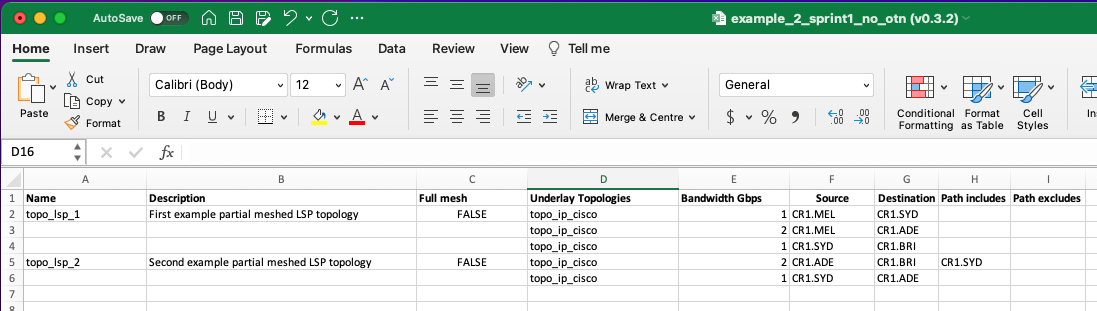 AutoSave OFF example_2_sprint1_no_otn (v0.3.2)
Home Insert Draw Page Layout Formulas Data Review View Tell me
Paste Cut Copy Format Calibri (Body) 12 A A B I U A ab c Wrap Text Merge & Centre General $ % Conditional Formatting Format as Table Cell Styles
D16 fx
A B C D E F G H I
1 Name Description Full mesh Underlay Topologies Bandwidth Gbps Source Destination Path includes Path excludes
2 topo_lsp_1 First example partial meshed LSP topology FALSE topo_ip_cisco 1 CR1.MEL CR1.SYD
3 topo_ip_cisco 2 CR1.MEL CR1.ADE
4 topo_ip_cisco 1 CR1.SYD CR1.BRI
5 topo_lsp_2 Second example partial meshed LSP topology FALSE topo_ip_cisco 2 CR1.ADE CR1.BRI CR1.SYD
6 topo_ip_cisco 1 CR1.SYD CR1.ADE
7